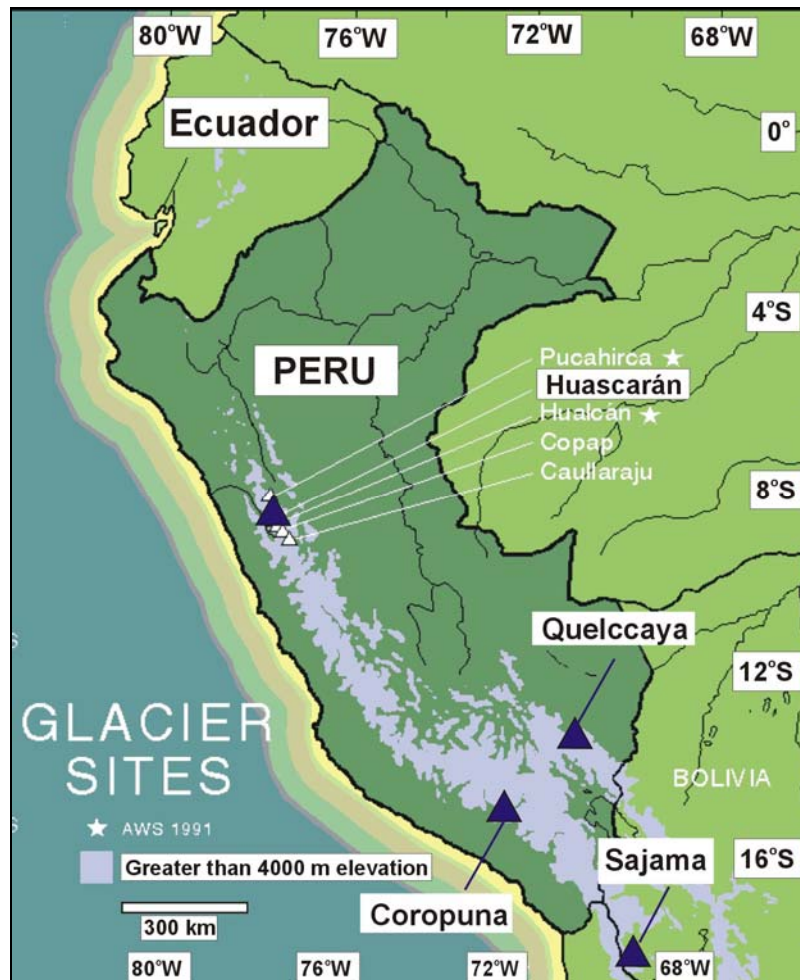 80°W
76°W
72°W
68°W
Ecuador
0°
4°S
PERU
Pucahirca
Huascarán
Hualcán
Copap
Caullaraju
8°S
Quelccaya
12°S
GLACIER
SITES
BOLIVIA
AWS 1991
Greater than 4000 m elevation
Sajama
16°S
Coropuna
300 km
80°W
76°W
72°W
68°W